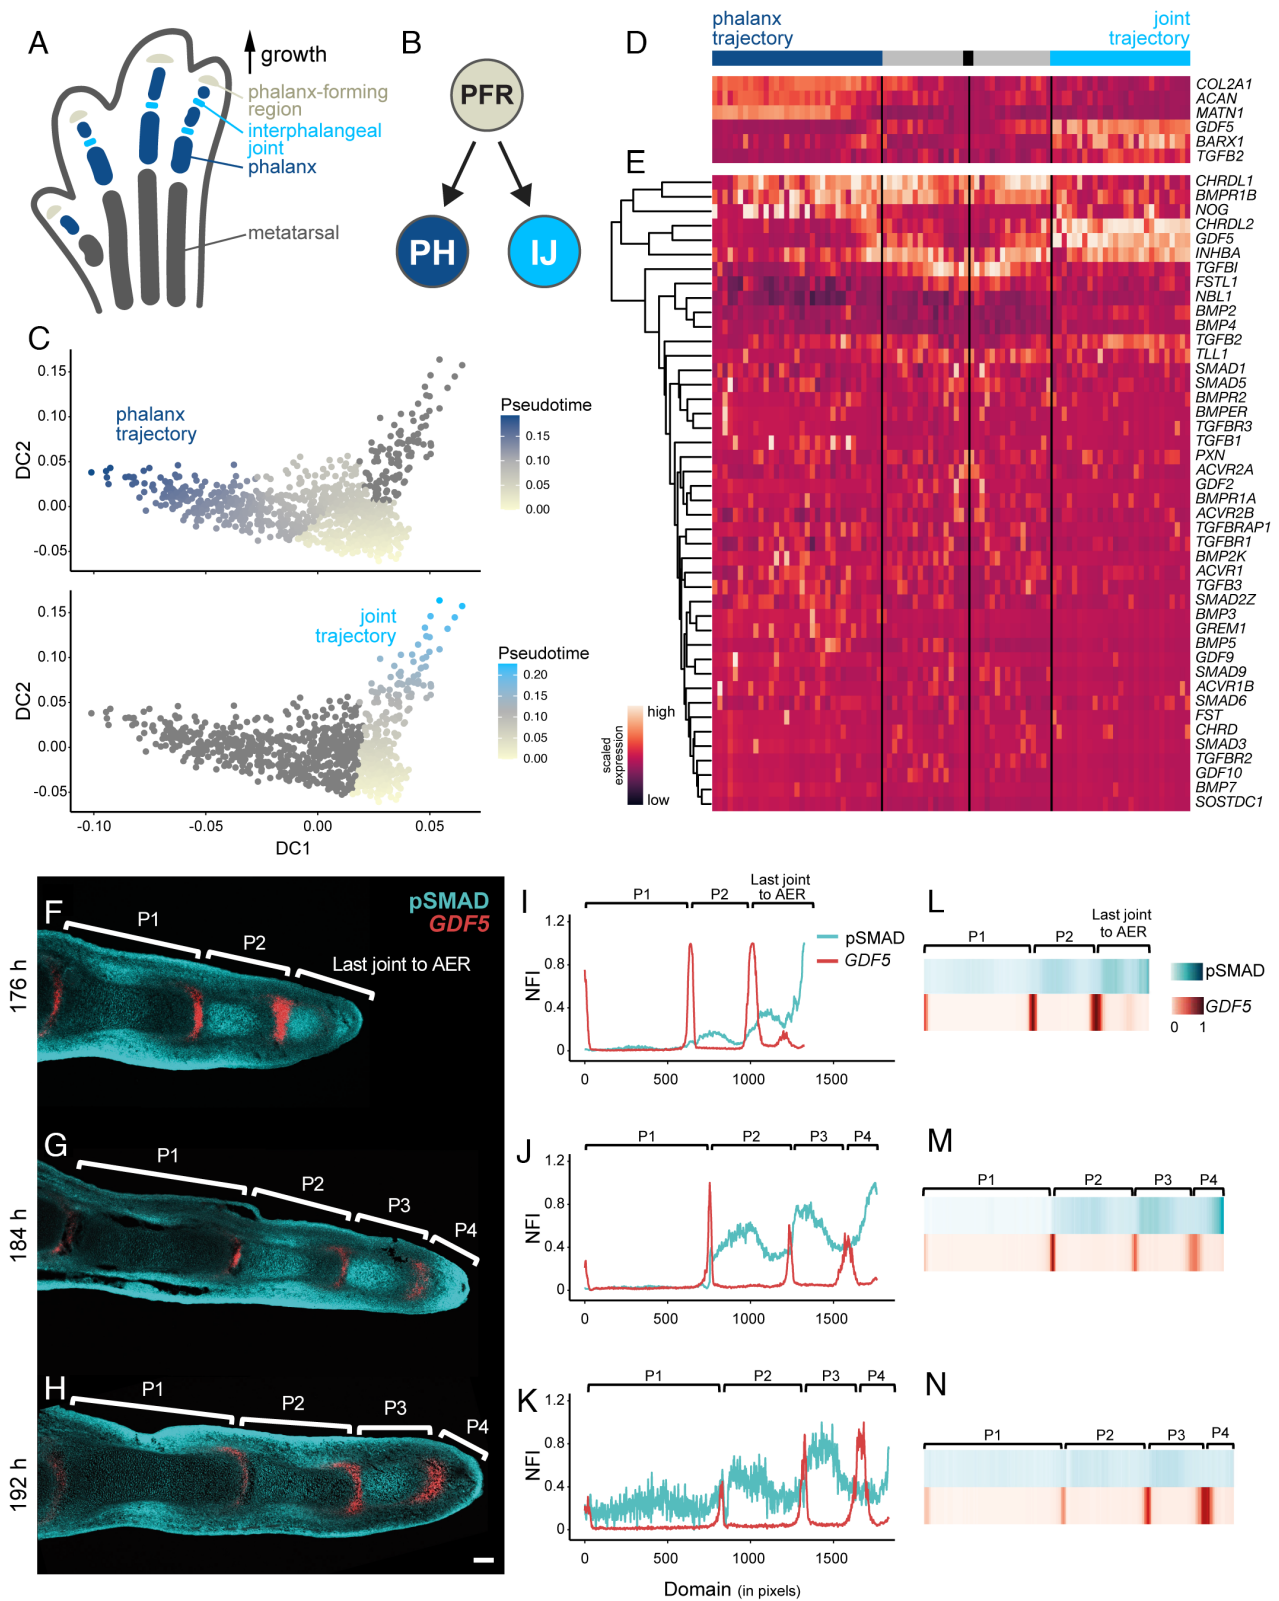 A
growth
phalanx-forming
region
interphalangeal
joint
phalanx
metatarsal
B
PFR
PH
IJ
C
phalanx
trajectory
DC2
0.15
0.10
0.05
0.00
-0.05
Pseudotime
0.15
0.10
0.05
0.00
joint
trajectory
DC2
0.15
0.10
0.05
0.00
-0.05
-0.10
-0.05
0.00
0.05
DC1
Pseudotime
0.20
0.15
0.10
0.05
0.00
D
phalanx
trajectory
joint
trajectory
COL2A1
ACAN
MATN1
GDF5
BARX1
TGFB2
E
CHRDL1
BMPR1B
NOG
CHRDL2
GDF5
INHBA
TGFBI
FSTL1
NBL1
BMP2
BMP4
TGFB2
TLL1
SMAD1
SMAD5
BMPR2
BMPER
TGFBR3
TGFB1
PXN
ACVR2A
GDF2
BMPR1A
ACVR2B
TGFBRAP1
TGFBR1
BMP2K
ACVR1
TGFB3
SMAD2Z
BMP3
GREM1
BMP5
GDF9
SMAD9
ACVR1B
SMAD6
FST
CHRD
SMAD3
TGFBR2
GDF10
BMP7
SOSTDC1
scaled
expression
high
low
F
176 h
P1
P2
Last joint to AER
pSMAD
GDF5
G
184 h
P1
P2
P3
P4
H
192 h
P1
P2
P3
P4
I
P1
P2
Last joint
to AER
NFI
1.2
0.8
0.4
0
0
500
1000
1500
pSMAD
GDF5
J
P1
P2
P3
P4
NFI
1.2
0.8
0.4
0
0
500
1000
1500
K
P1
P2
P3
P4
NFI
1.2
0.8
0.4
0
0
500
1000
1500
Domain (in pixels)
L
P1
P2
Last joint
to AER
pSMAD
GDF5
0 1
M
P1
P2
P3
P4
N
P1
P2
P3
P4